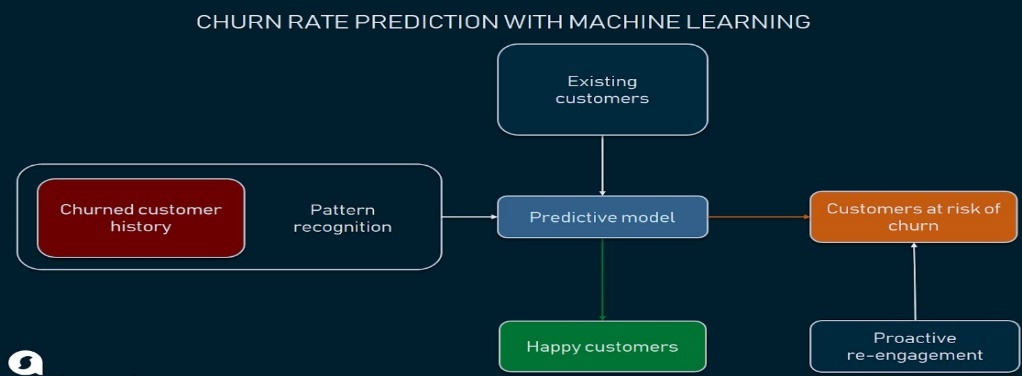 CHURN RATE PREDICTION WITH MACHINE LEARNING
Existing
customers
Churned customer
history
Pattern
recognition
Predictive model
Customers at risk of
churn
Happy customers
Proactive
re-engagement